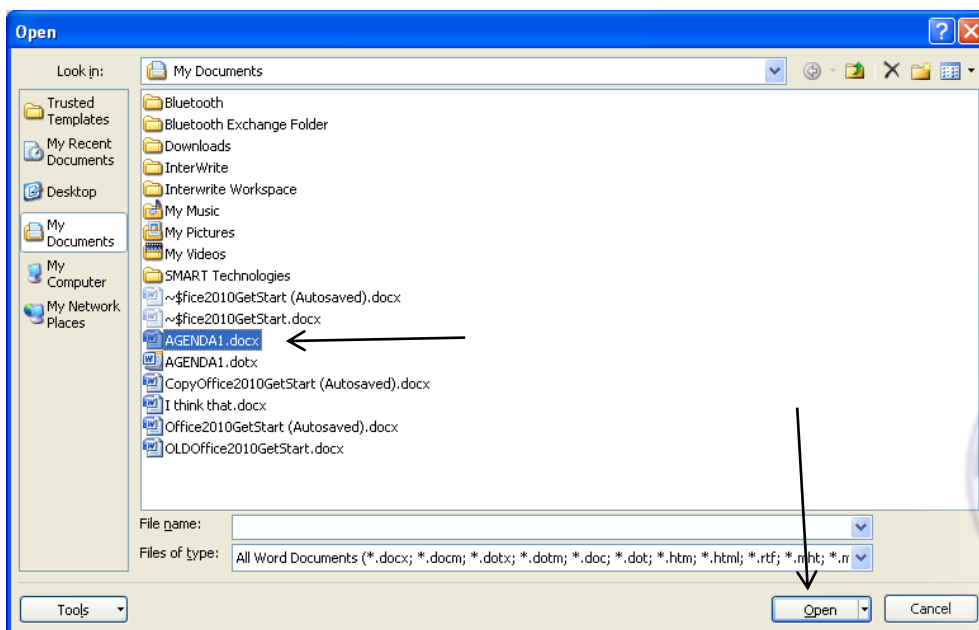 Open
Look in:
My Documents
Trusted
Templates
My Recent
Documents
Desktop
My
Documents
My
Computer
My Network
Places
Bluetooth
Bluetooth Exchange Folder
Downloads
InterWrite
Interwrite Workspace
My Music
My Pictures
My Videos
SMART Technologies
~$fice2010GetStart (Autosaved).docx
~$fice2010GetStart.docx
AGENDA1.docx
AGENDA1.dotx
CopyOffice2010GetStart (Autosaved).docx
I think that.docx
Office2010GetStart (Autosaved).docx
OLDOffice2010GetStart.docx
File name:
Files of type:
All Word Documents (*.docx; *.docm; *.dotx; *.dotm; *.doc; *.dot; *.htm; *.html; *.rtf; *.mht; *.m
Tools
Open
Cancel